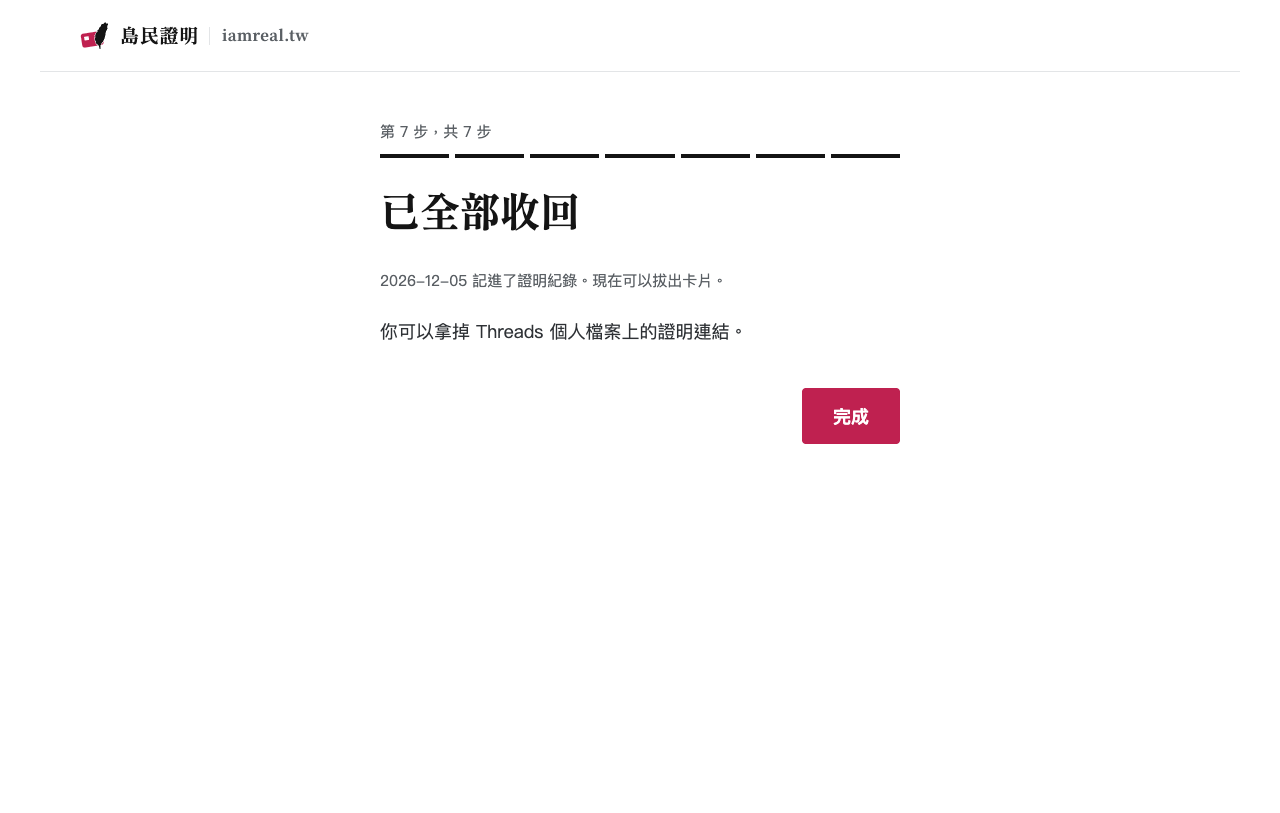 島民證明 iamreal.tw
第 7 步，共 7 步
已全部收回
2026-12-05 記進了證明紀錄。現在可以拔出卡片。
你可以拿掉 Threads 個人檔案上的證明連結。
完成